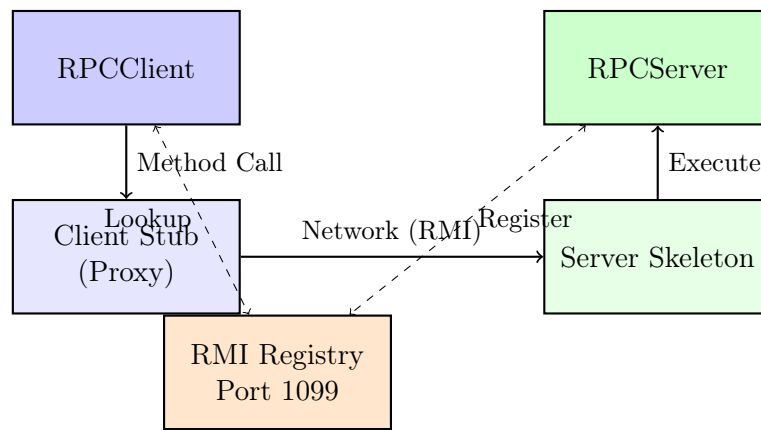 RPCClient
RPCServer
Method Call
Execute
Lookup
Register
Client Stub
(Proxy)
Network (RMI)
Server Skeleton
RMI Registry
Port 1099